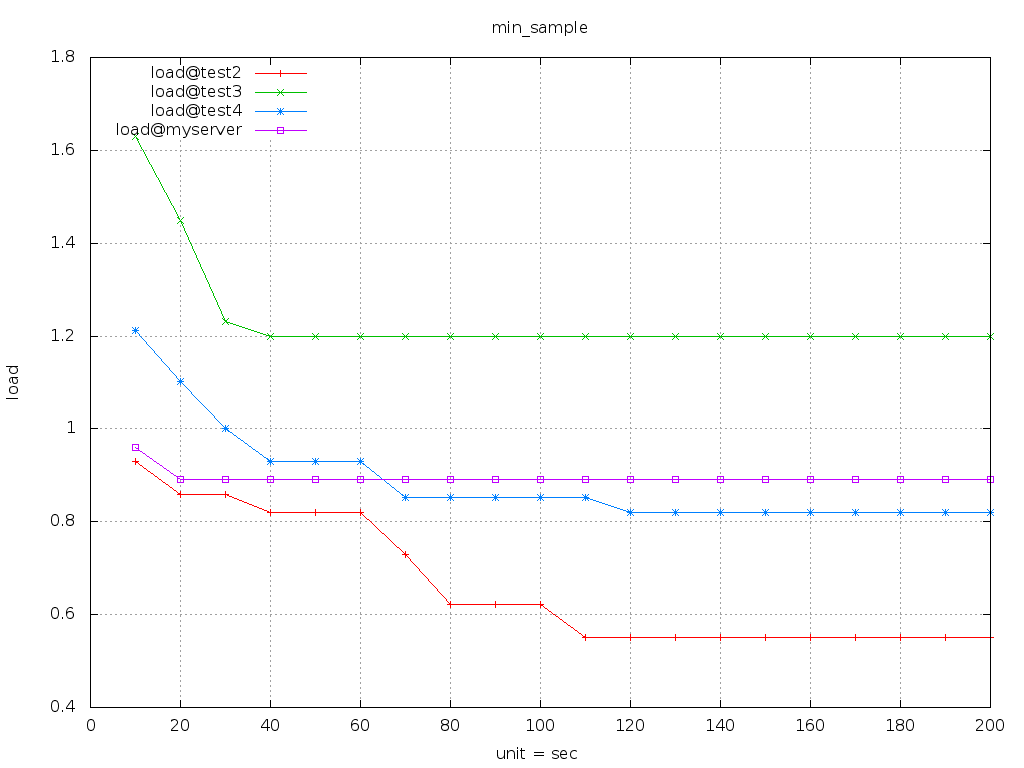 min_sample
1.8
1.6
1.4
1.2
1
0.8
0.6
0.4
load
load@test2
load@test3
load@test4
load@myserver
0 20 40 60 80 100 120 140 160 180 200
unit = sec